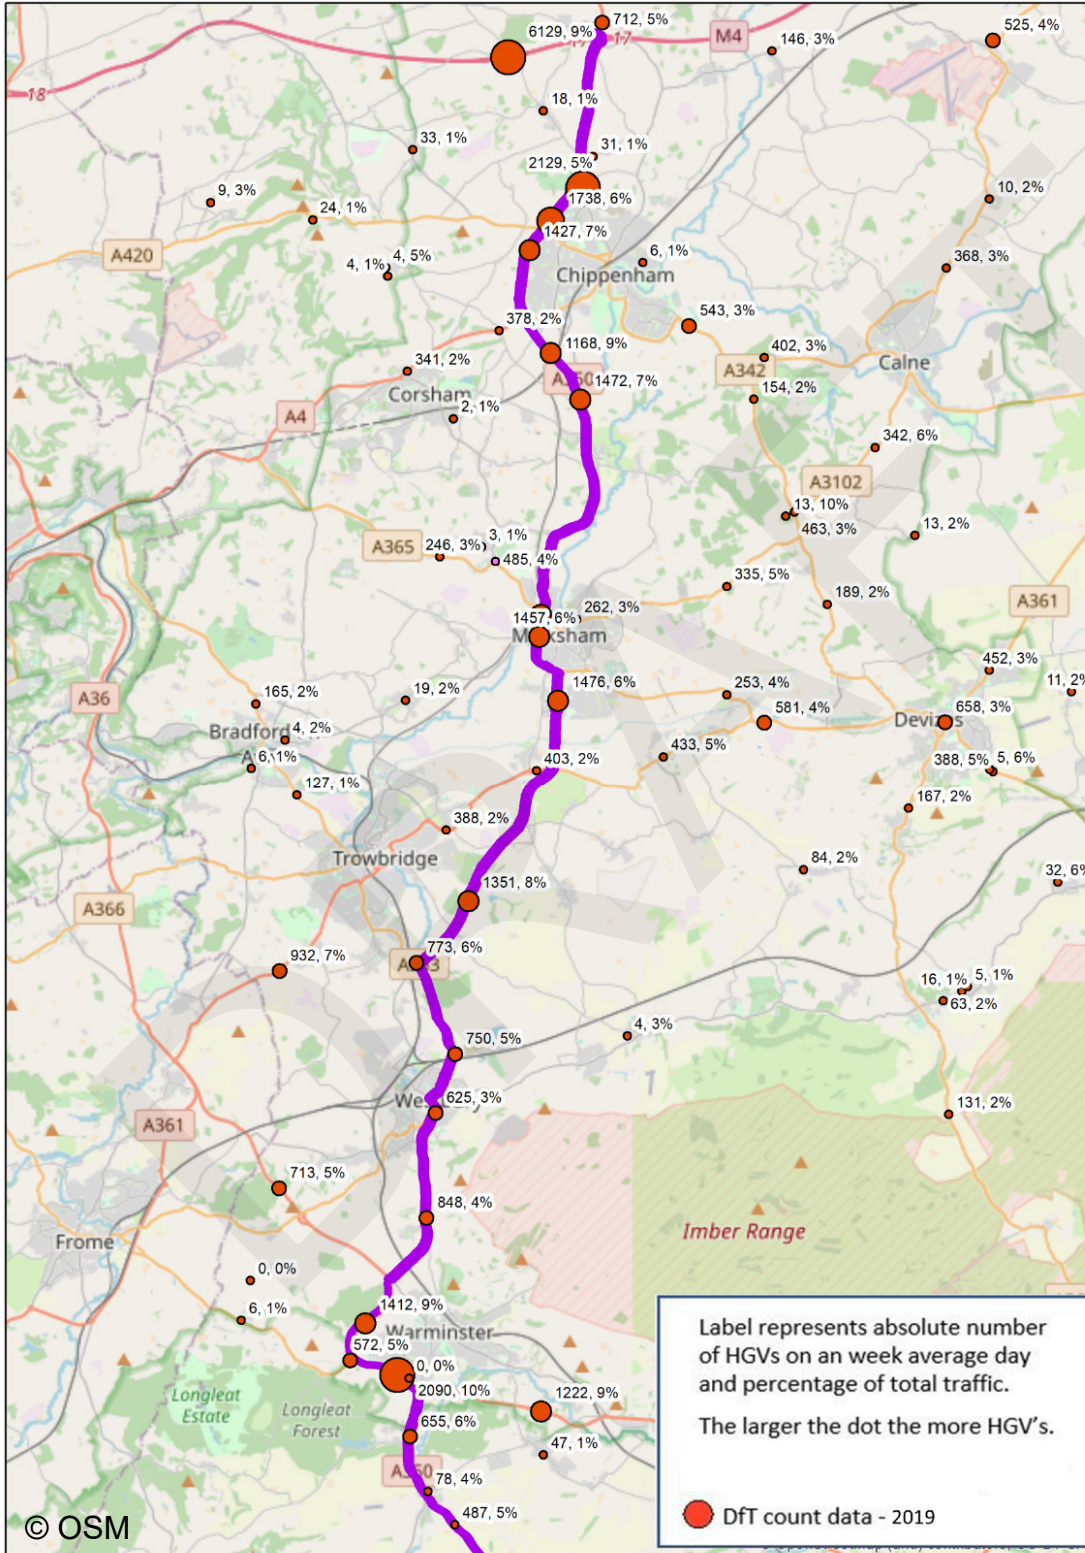 712, 5%
6129, 9%
17
M4
146, 3%
525, 4%
18
18, 1%
33, 1%
31, 1%
2129, 5%
9, 3%
24, 1%
1738, 6%
10, 2%
1427, 7%
A420
4, 5%
4, 1%
6, 1%
368, 3%
Chippenham
378, 2%
543, 3%
402, 3%
1168, 9%
341, 2%
A342
Calne
1472, 7%
Corsham
154, 2%
2, 1%
A4
342, 6%
A3102
13, 10%
463, 3%
13, 2%
A365
246, 3%
3, 1%
485, 4%
335, 5%
189, 2%
A361
1457, 6%
262, 3%
452, 3%
11, 2%
A36
165, 2%
19, 2%
1476, 6%
253, 4%
581, 4%
658, 3%
Bradford
4, 2%
6, 1%
403, 2%
433, 5%
388, 5%
5, 6%
127, 1%
167, 2%
388, 2%
Trowbridge
84, 2%
32, 6%
1351, 8%
A366
932, 7%
773, 6%
16, 1%
5, 1%
63, 2%
4, 3%
750, 5%
625, 3%
131, 2%
A361
713, 5%
848, 4%
Imber Range
Frome
0, 0%
6, 1%
1412, 9%
Warminster
572, 5%
0, 0%
2090, 10%
1222, 9%
Longleat
Estate
Longleat
Forest
655, 6%
47, 1%
78, 4%
487, 5%
Label represents absolute number
of HGVs on an week average day
and percentage of total traffic.
The larger the dot the more HGV's.
DfT count data - 2019
© OSM